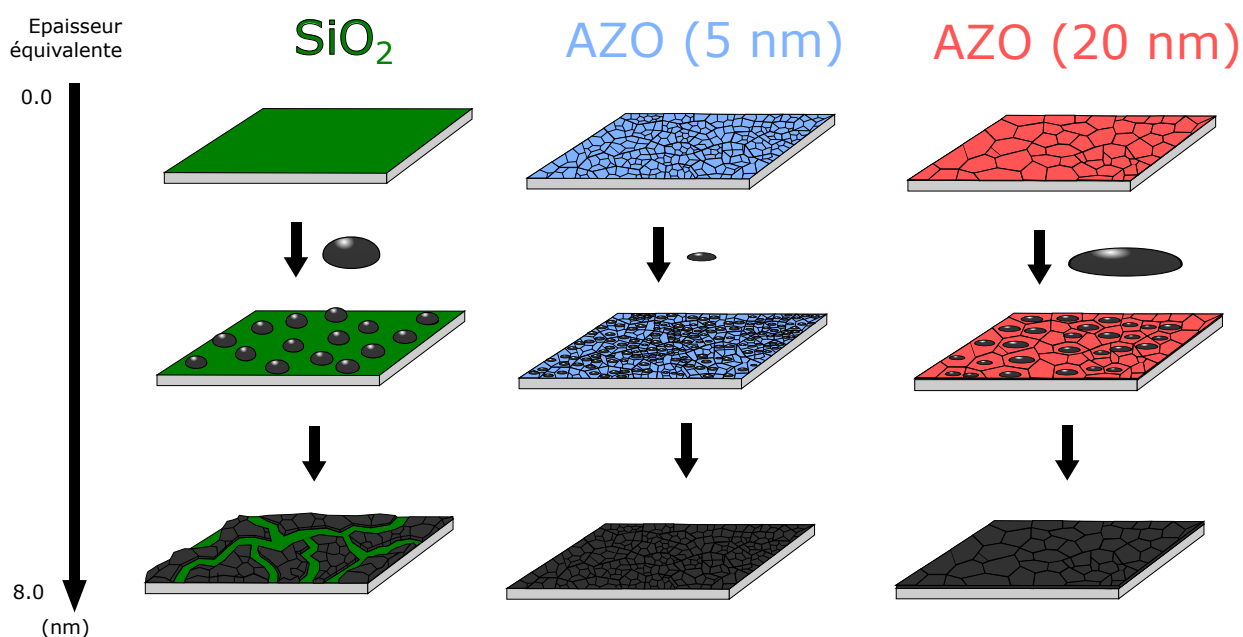 Epaisseur
équivalente
SiO₂
AZO (5 nm)
AZO (20 nm)
0.0
8.0
(nm)